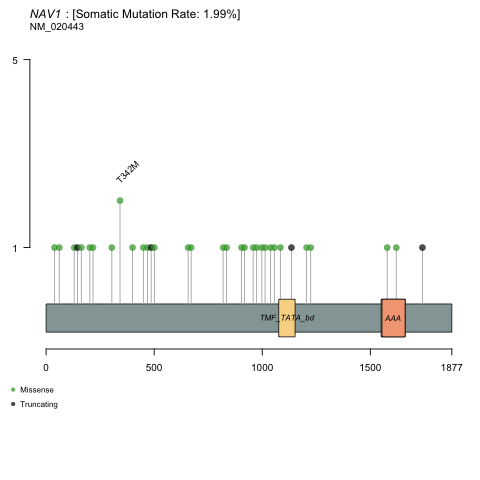 NAV1 : [Somatic Mutation Rate: 1.99%]
NM_020443
5
T342M
1
TMF_TATA_bd
AAA
0 500 1000 1500 1877
Missense
Truncating